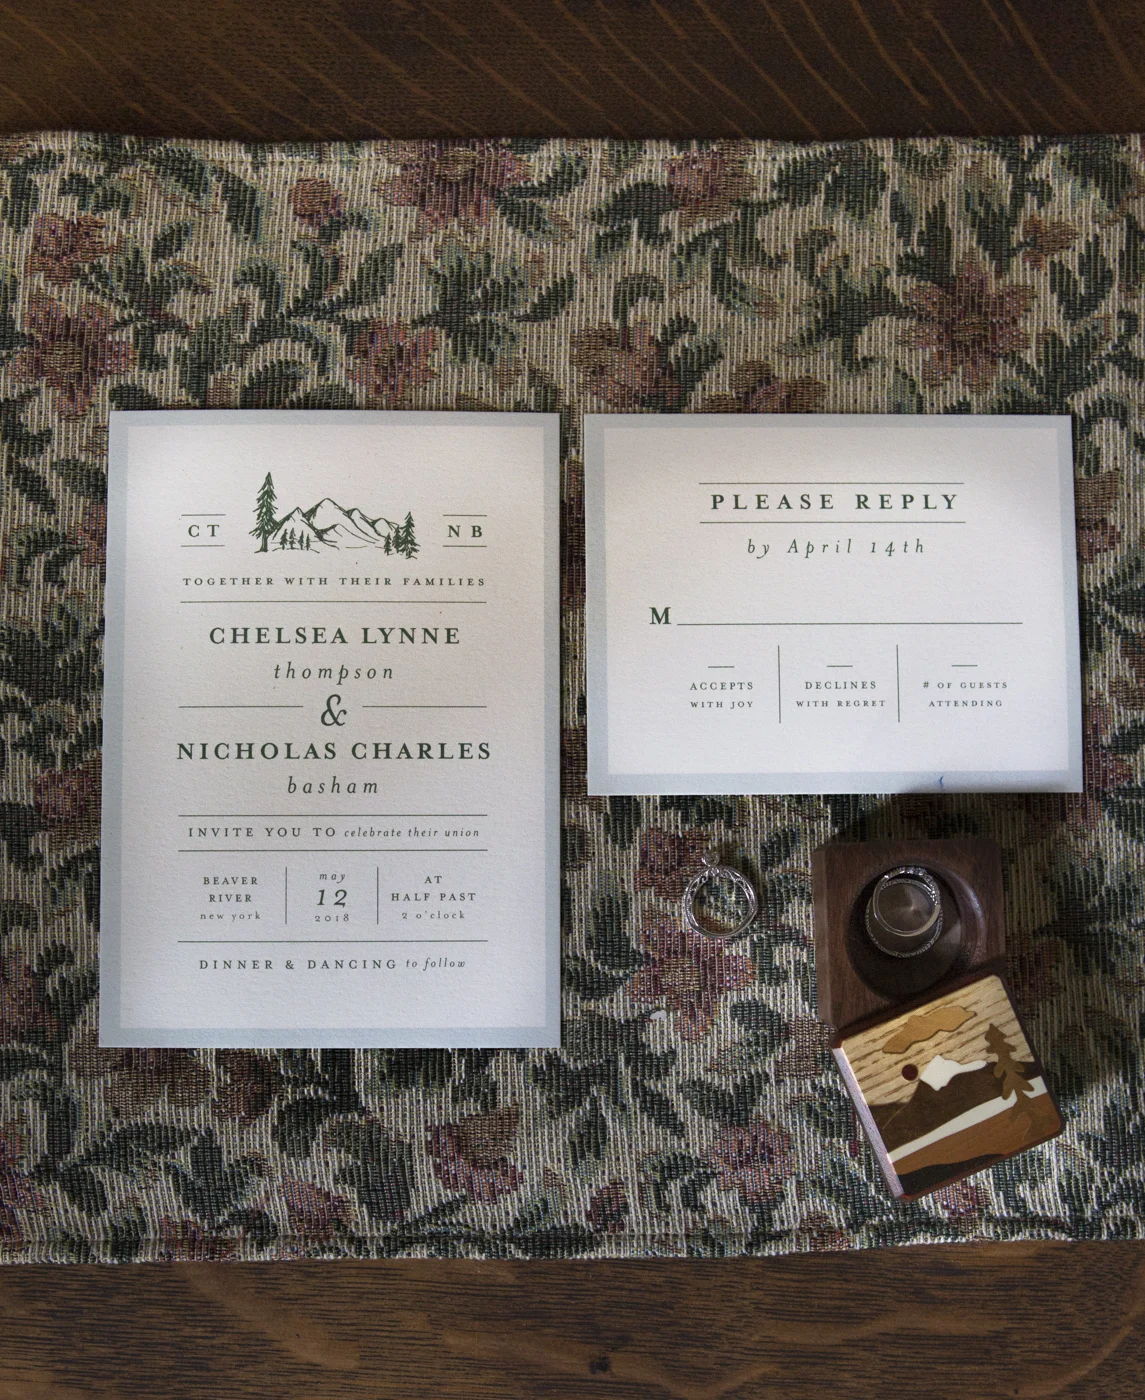 CT
NB
TOGETHER WITH THEIR FAMILIES
CHELSEA LYNNE
thompson
&
NICHOLAS CHARLES
basham
INVITE YOU TO celebrate their union
BEAVER
RIVER
new york
may
12
2018
AT
HALF PAST
2 o'clock
DINNER & DANCING to follow
PLEASE REPLY
by April 14th
M
ACCEPTS
WITH JOY
DECLINES
WITH REGRET
# OF GUESTS
ATTENDING